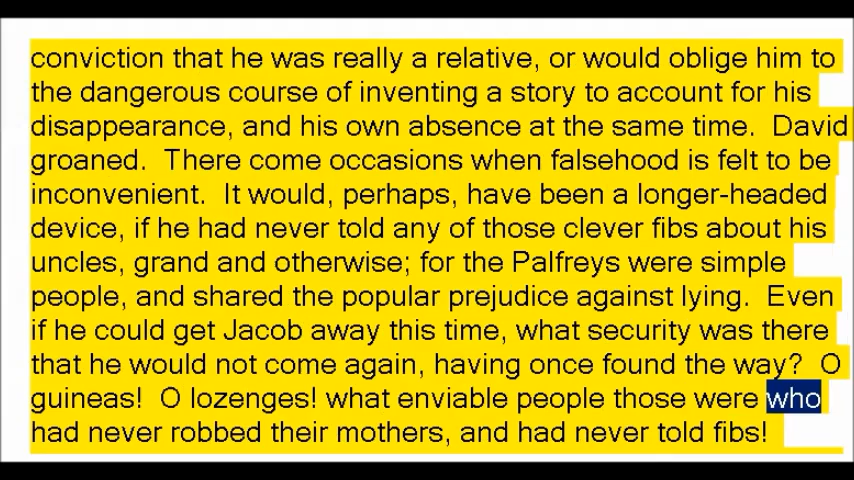 conviction that he was really a relative, or would oblige him to
the dangerous course of inventing a story to account for his
disappearance, and his own absence at the same time.  David
groaned.  There come occasions when falsehood is felt to be
inconvenient.  It would, perhaps, have been a longer-headed
device, if he had never told any of those clever fibs about his
uncles, grand and otherwise; for the Palfreys were simple
people, and shared the popular prejudice against lying.  Even
if he could get Jacob away this time, what security was there
that he would not come again, having once found the way?  O
guineas!  O lozenges! what enviable people those were who
had never robbed their mothers, and had never told fibs!